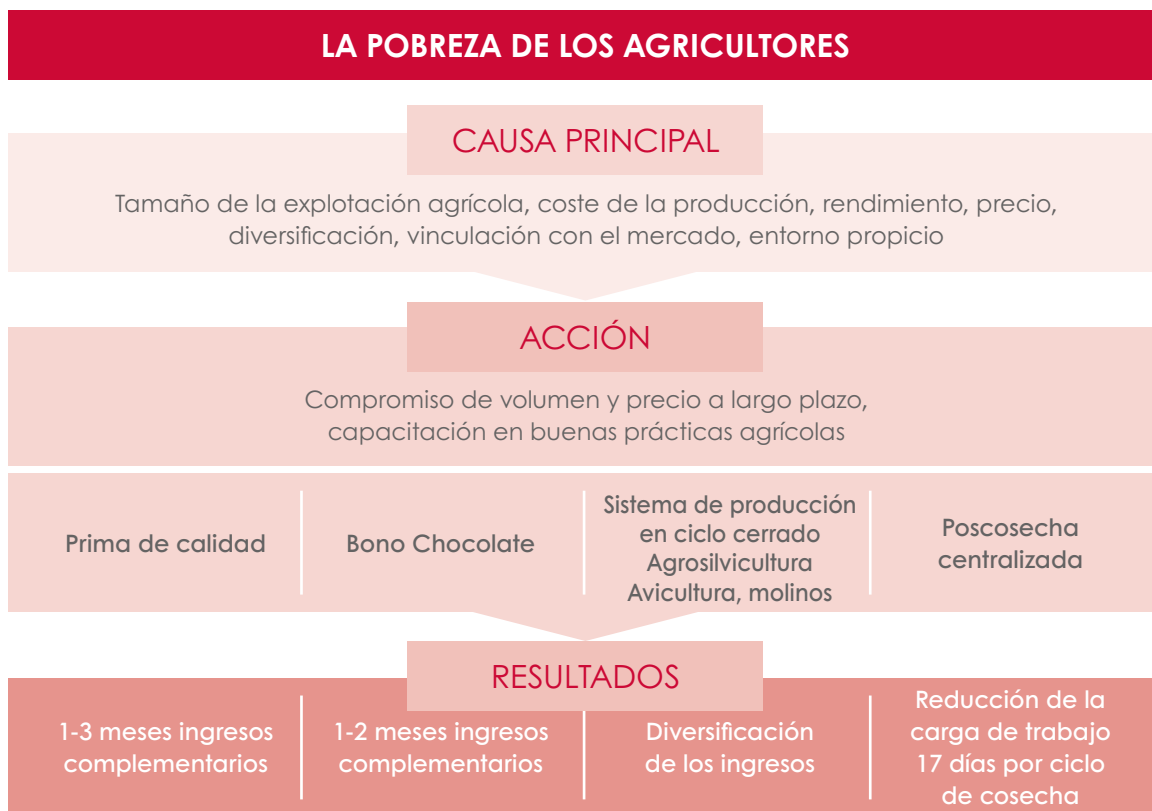 LA POBREZA DE LOS AGRICULTORES
CAUSA PRINCIPAL
Tamaño de la explotación agrícola, coste de la producción, rendimiento, precio,
diversificación, vinculación con el mercado, entorno propicio
ACCIÓN
Compromiso de volumen y precio a largo plazo,
capacitación en buenas prácticas agrícolas
Prima de calidad
Bono Chocolate
Sistema de producción
en ciclo cerrado
Agrosilvicultura
Avicultura, molinos
Poscosecha
centralizada
RESULTADOS
1-3 meses ingresos
complementarios
1-2 meses ingresos
complementarios
Diversificación
de los ingresos
Reducción de la
carga de trabajo
17 días por ciclo
de cosecha